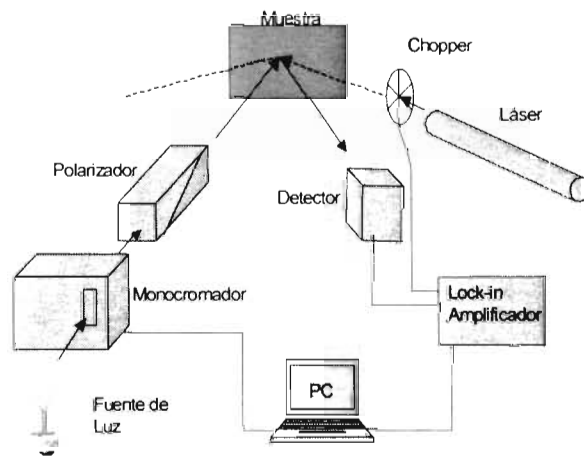 Muestra
Chopper
Láser
Polarizador
Detector
Monocromador
Lock-in
Amplificador
PC
Fuente de
Luz